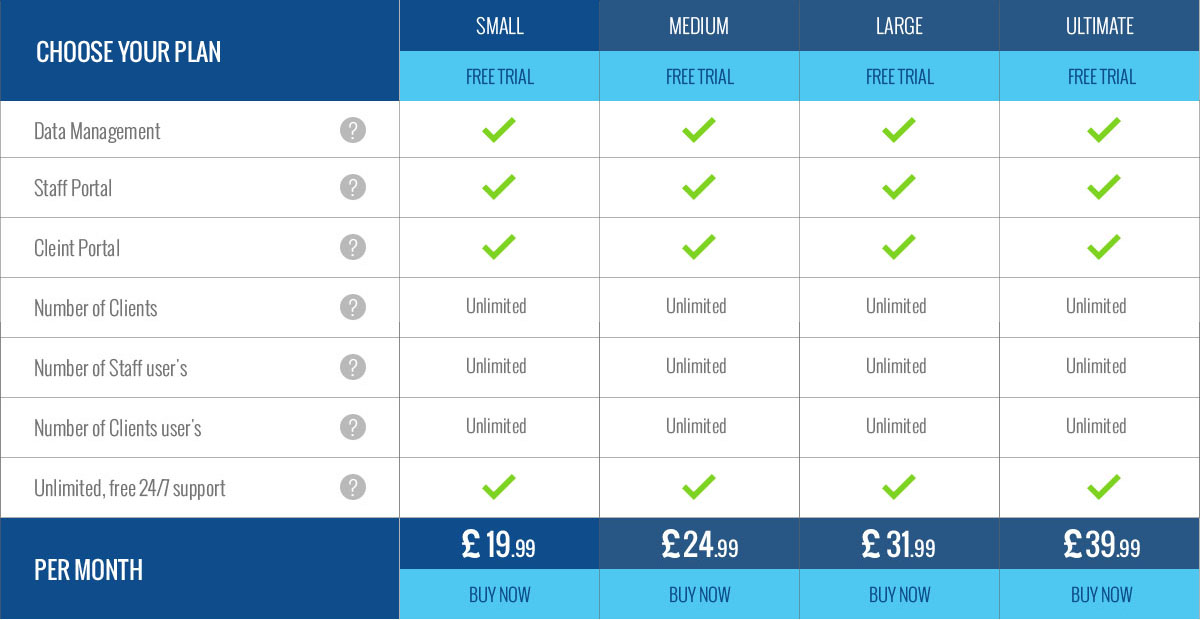 CHOOSE YOUR PLAN
SMALL MEDIUM LARGE ULTIMATE
FREE TRIAL FREE TRIAL FREE TRIAL FREE TRIAL
Data Management ?
Staff Portal ?
Cleint Portal ?
Number of Clients ? Unlimited Unlimited Unlimited Unlimited
Number of Staff user's ? Unlimited Unlimited Unlimited Unlimited
Number of Clients user's ? Unlimited Unlimited Unlimited Unlimited
Unlimited, free 24/7 support ?
PER MONTH
£19.99 £24.99 £31.99 £39.99
BUY NOW BUY NOW BUY NOW BUY NOW